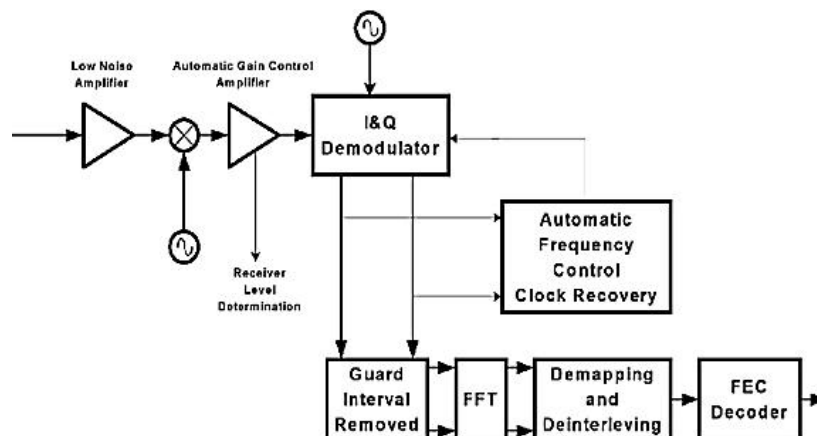 Low Noise
Amplifier
Automatic Gain Control
Amplifier
I&Q
Demodulator
Automatic
Frequency
Control
Clock Recovery
Receiver
Level
Determination
Guard
Interval
Removed
FFT
Demapping
and
Deinterleving
FEC
Decoder